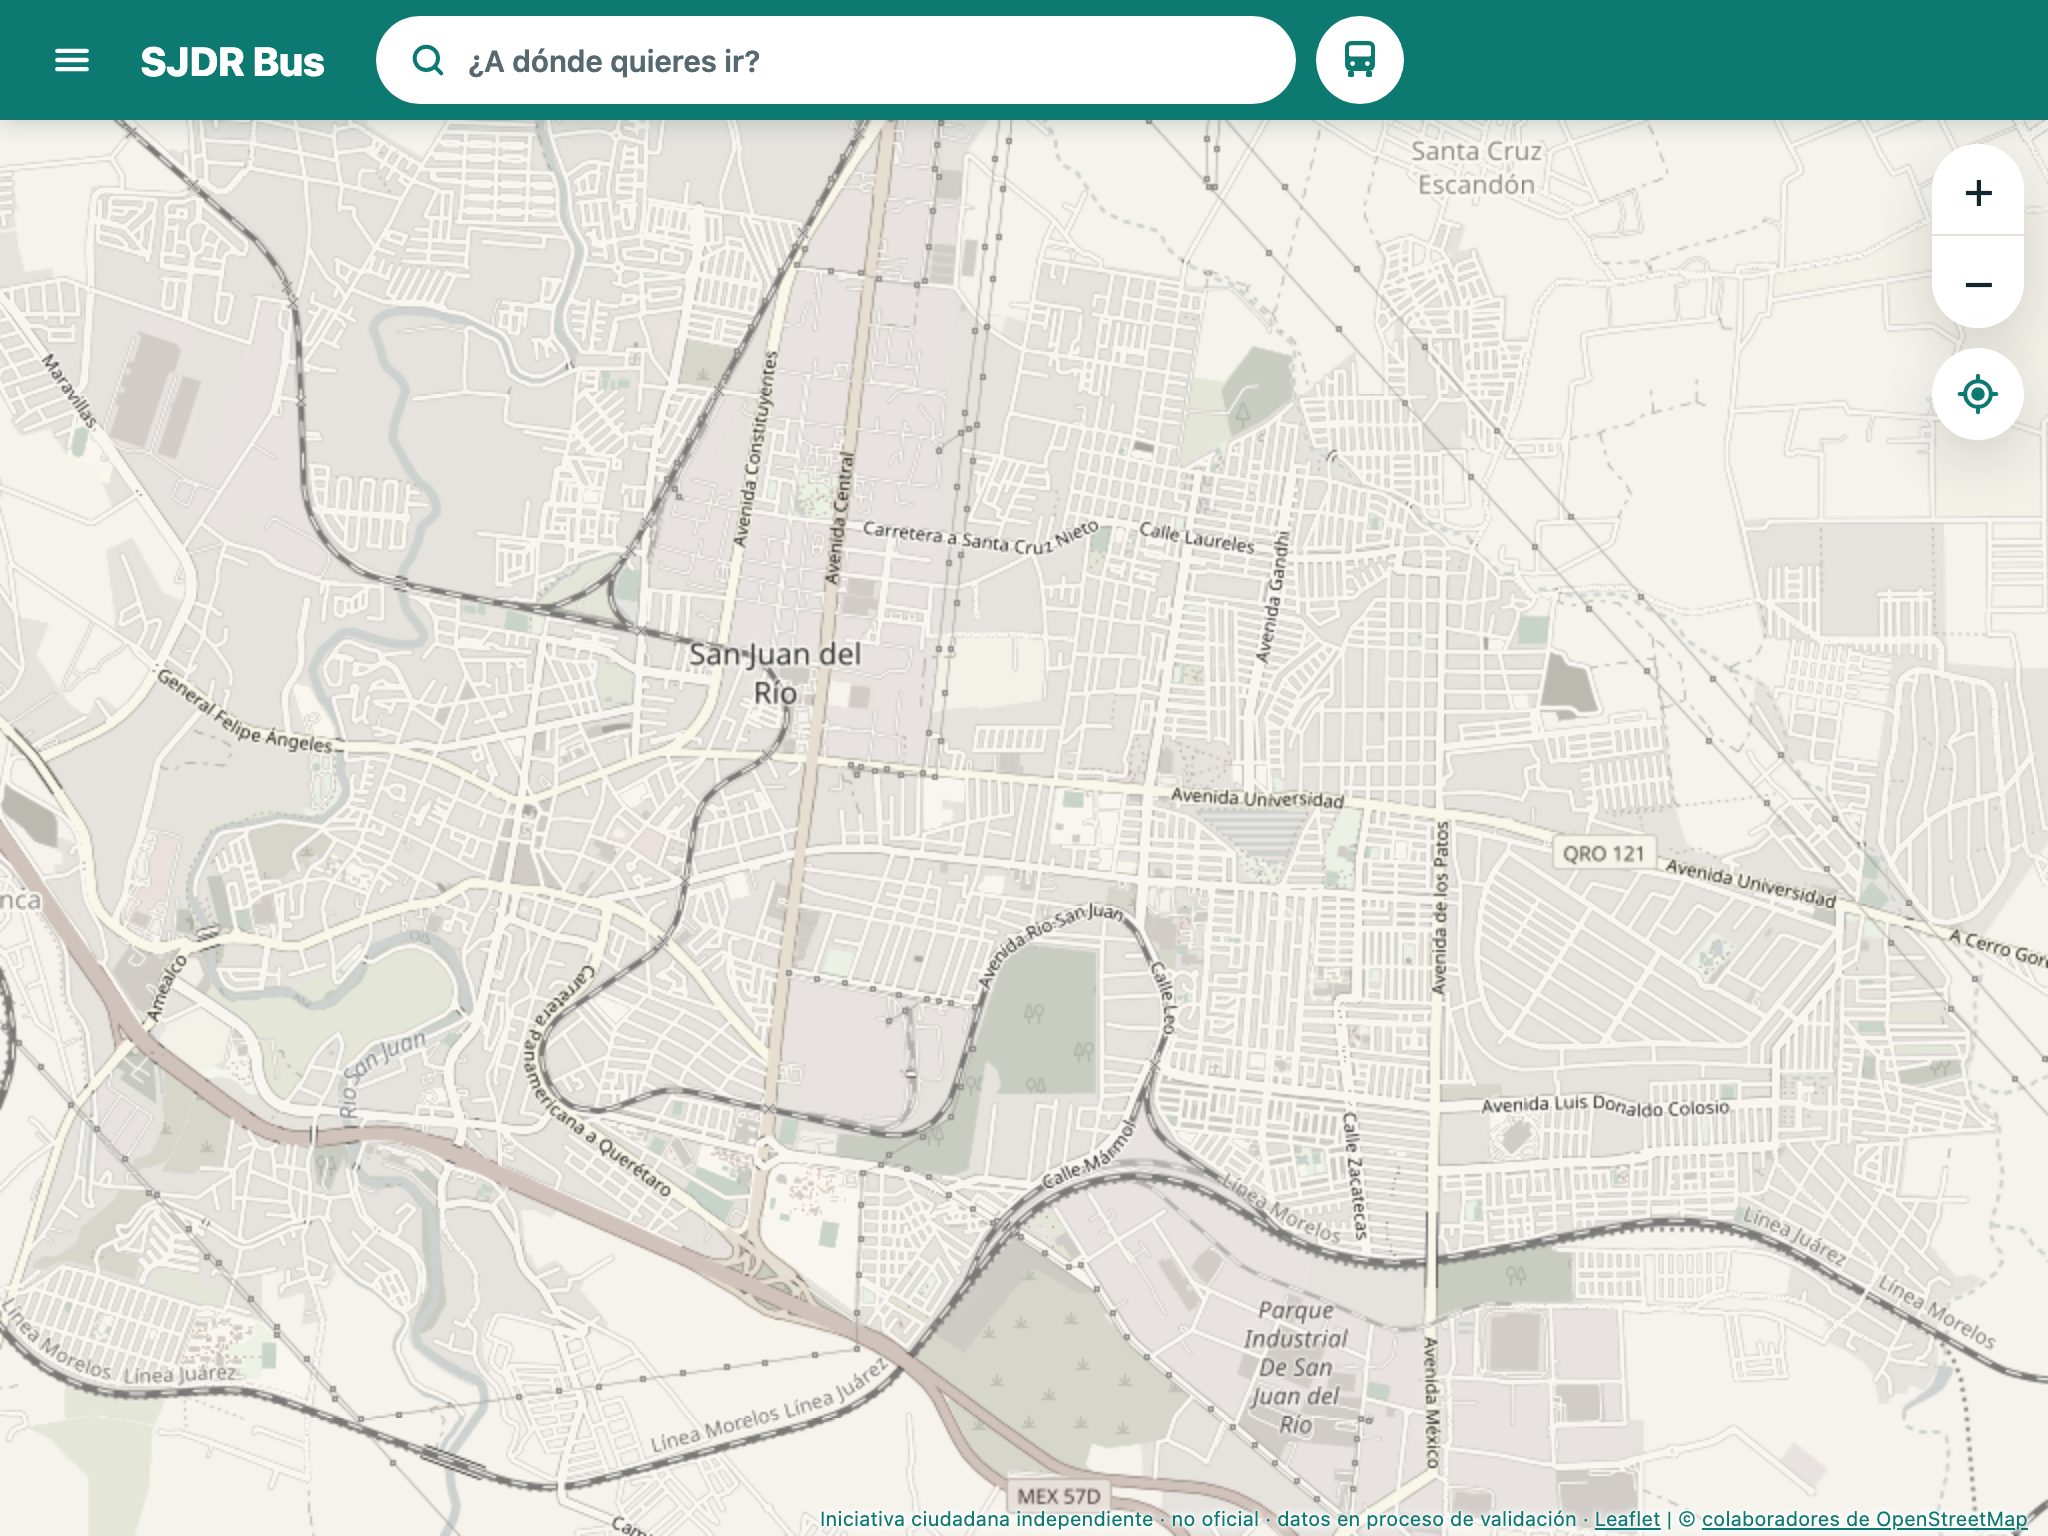 SJDR Bus
¿A dónde quieres ir?
Santa Cruz
Escandón
+
−
Maravillas
Avenida Constituyentes
Avenida Central
Carretera a Santa Cruz Nieto
Calle Laureles
Avenida Gandhi
San Juan del
Río
General Felipe Ángeles
Avenida Universidad
QRO 121
Avenida Universidad
Avenida de los Patos
A Cerro Gor
nca
Amealco
Avenida Río San Juan
Calle Leo
Carretera Panamericana a Querétaro
Río San Juan
Avenida Luis Donaldo Colosio
Calle Mármol
Calle Zacatecas
Línea Morelos
Línea Juárez
Línea Morelos
Parque
Industrial
De San
Juan del
Río
Avenida México
Línea Morelos
Línea Juárez
Línea Morelos Línea Juárez
MEX 57D
Cam
Iniciativa ciudadana independiente · no oficial · datos en proceso de validación · Leaflet | © colaboradores de OpenStreetMap